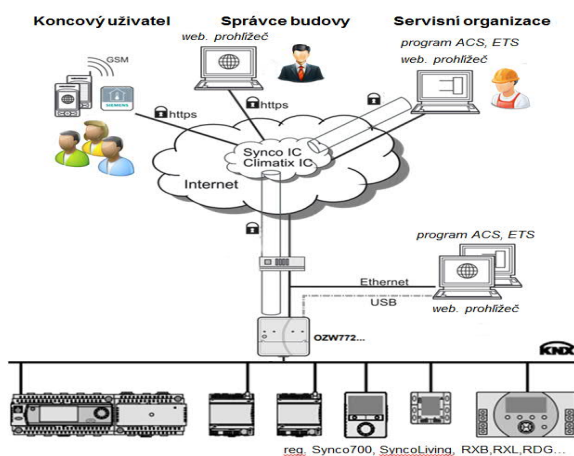 Koncový uživatel
Správce budovy
Servisní organizace
web. prohlížeč
program ACS, ETS
web. prohlížeč
GSM
SIEMENS
https
https
Synco IC
Climatix IC
Internet
program ACS, ETS
Ethernet
USB
web. prohlížeč
OZW772...
KNX
reg. Synco700, SyncoLiving, RXB,RXL,RDG...